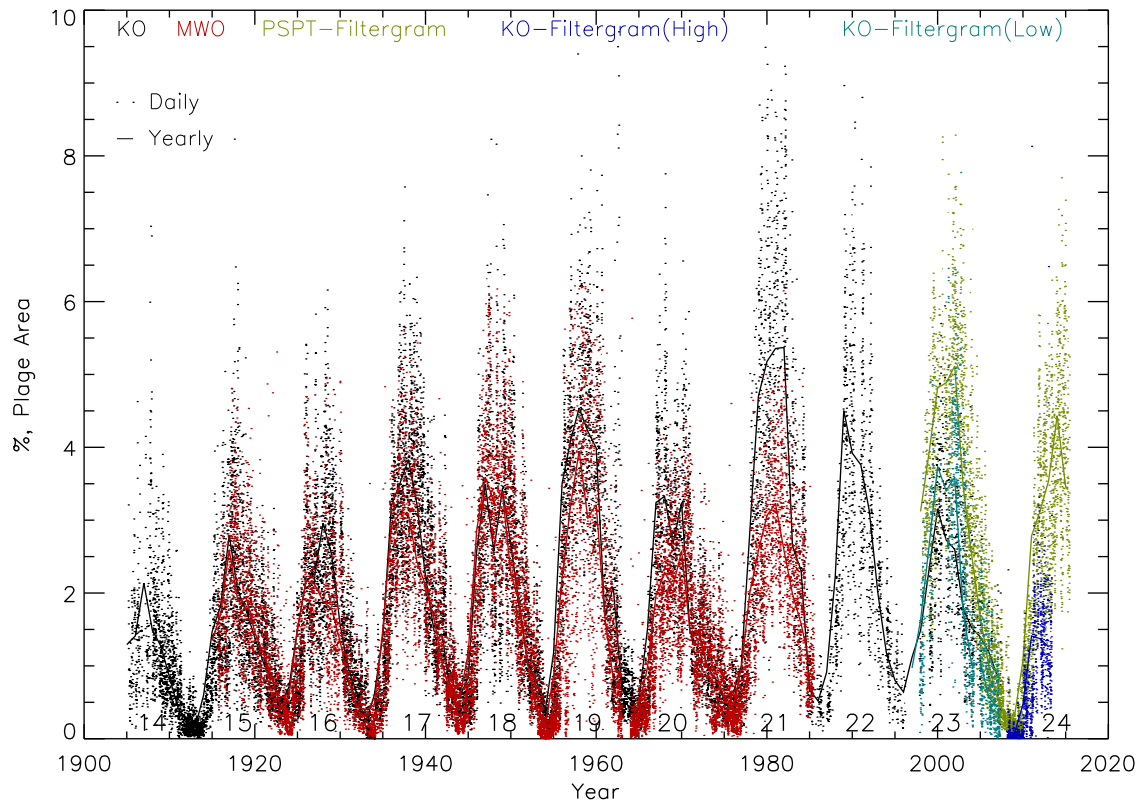 KO MWO PSPT-Filtergram KO-Filtergram(High) KO-Filtergram(Low)
Daily
Yearly
10
8
6
4
2
0
%, Plage Area
14 15 16 17 18 19 20 21 22 23 24
1900 1920 1940 1960 1980 2000 2020
Year